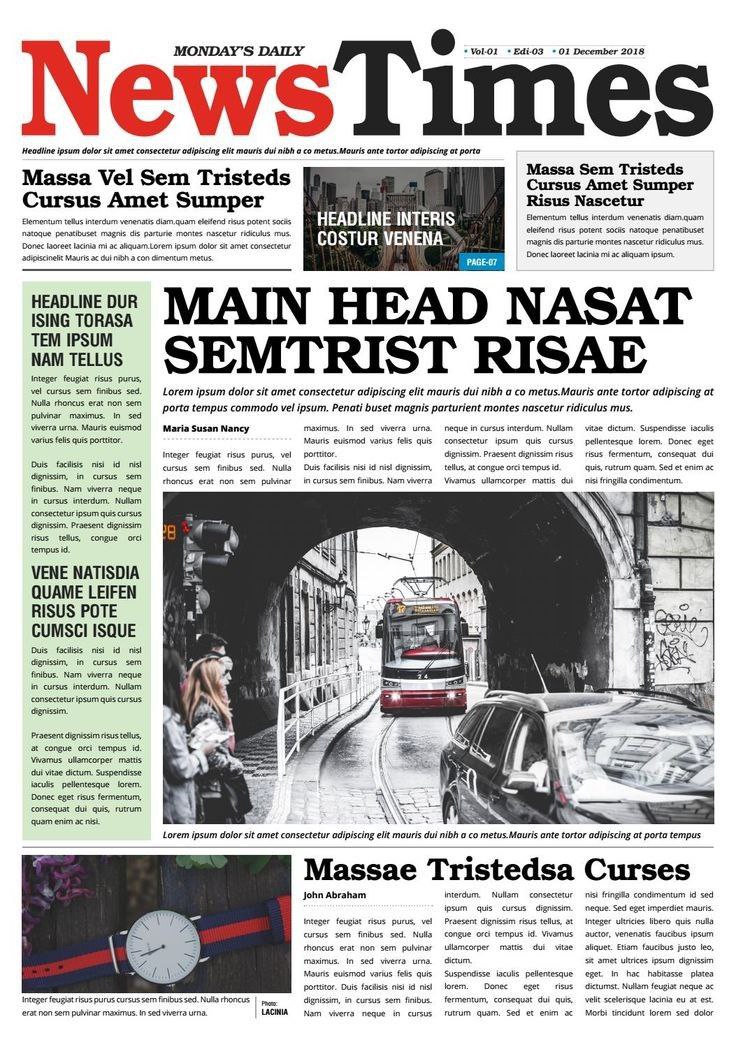 MONDAY'S DAILY
• Vol-01 • Edi-03 • 01 December 2018
NewsTimes
Headline ipsum dolor sit amet consectetur adipiscing elit mauris dui nibh a co metus.Mauris ante tortor adipiscing at porta
Massa Vel Sem Tristeds
Cursus Amet Sumper
Elementum tellus interdum venenatis diam.quam eleifend risus potent sociis
natoque penatibuset magnis dis parturie montes nascetur ridiculus mus.
Donec laoreet lacinia mi ac aliquam.Lorem ipsum dolor sit amet consectetur
adipiscinelit Mauris ac dui nibh a con dimentum metus.
HEADLINE INTERIS
COSTUR VENENA
PAGE-07
Massa Sem Tristeds
Cursus Amet Sumper
Risus Nascetur
Elementum tellus interdum venenatis diam.quam
eleifend risus potent sociis natoque penatibuset
magnis dis parturie montes nascetur ridiculus mus.
Donec laoreet lacinia mi ac aliquam ipsum.
HEADLINE DUR
ISING TORASA
TEM IPSUM
NAM TELLUS
Integer feugiat risus purus,
vel cursus sem finibus sed.
Nulla rhoncus erat non sem
pulvinar maximus. In sed
viverra urna. Mauris euismod
varius felis quis porttitor.
Duis facilisis nisi id nisl
dignissim, in cursus sem
finibus. Nam viverra neque
in cursus interdum. Nullam
consectetur ipsum quis cursus
dignissim. Praesent dignissim
risus tellus, congue orci
tempus id.
VENE NATISDIA
QUAME LEIFEN
RISUS POTE
CUMSCI ISQUE
Duis facilisis nisi id nisl
dignissim, in cursus sem
finibus. Nam viverra neque
in cursus interdum. Nullam
consectetur ipsum quis cursus
dignissim.
Praesent dignissim risus tellus,
at congue orci tempus id.
Vivamus ullamcorper mattis
dui vitae dictum. Suspendisse
iaculis pellentesque lorem.
Donec eget risus fermentum,
consequat dui quis, rutrum
quam enim ac nisi.
MAIN HEAD NASAT
SEMTRIST RISAE
Lorem ipsum dolor sit amet consectetur adipiscing elit mauris dui nibh a co metus.Mauris ante tortor adipiscing at
porta tempus commodo vel ipsum. Penati buset magnis parturient montes nascetur ridiculus mus.
Maria Susan Nancy
Integer feugiat risus purus, vel
cursus sem finibus sed. Nulla
rhoncus erat non sem pulvinar
maximus. In sed viverra urna.
Mauris euismod varius felis quis
porttitor.
Duis facilisis nisi id nisl dignissim,
in cursus sem finibus. Nam viverra
neque in cursus interdum. Nullam
consectetur ipsum quis cursus
dignissim. Praesent dignissim risus
tellus, at congue orci tempus id.
Vivamus ullamcorper mattis dui
vitae dictum. Suspendisse iaculis
pellentesque lorem. Donec eget
risus fermentum, consequat dui
quis, rutrum quam. Sed et enim ac
nisi fringilla condimentum.
28
17
24
Lorem ipsum dolor sit amet consectetur adipiscing elit mauris dui nibh a co metus.Mauris ante tortor adipiscing at porta tempus
Integer feugiat risus purus cursus sem finibus sed. Nulla rhoncus
erat non sem pulvinar maximus. In sed viverra urna.
Photo:
LACINIA
Massae Tristedsa Curses
John Abraham
Integer feugiat risus purus, vel
cursus sem finibus sed. Nulla
rhoncus erat non sem pulvinar
maximus. In sed viverra urna.
Mauris euismod varius felis quis
porttitor. Duis facilisis nisi id nisl
dignissim, in cursus sem finibus.
Nam viverra neque in cursus
interdum. Nullam consectetur
ipsum quis cursus dignissim.
Praesent dignissim risus tellus, at
congue orci tempus id. Vivamus
ullamcorper mattis dui vitae
dictum.
Suspendisse iaculis pellentesque
lorem. Donec eget risus
fermentum, consequat dui quis,
rutrum quam. Sed et enim ac
nisi fringilla condimentum id sed
neque. Sed eget imperdiet mauris.
Integer ultricies libero quis nulla
auctor, venenatis faucibus ipsum
aliquet. Etiam faucibus justo leo,
sit amet ultrices ipsum dignissim
eget. In hac habitasse platea
dictumst. Nullam feugiat neque ac
velit scelerisque lacinia eu at est.
Morbi tincidunt lorem sed dolor